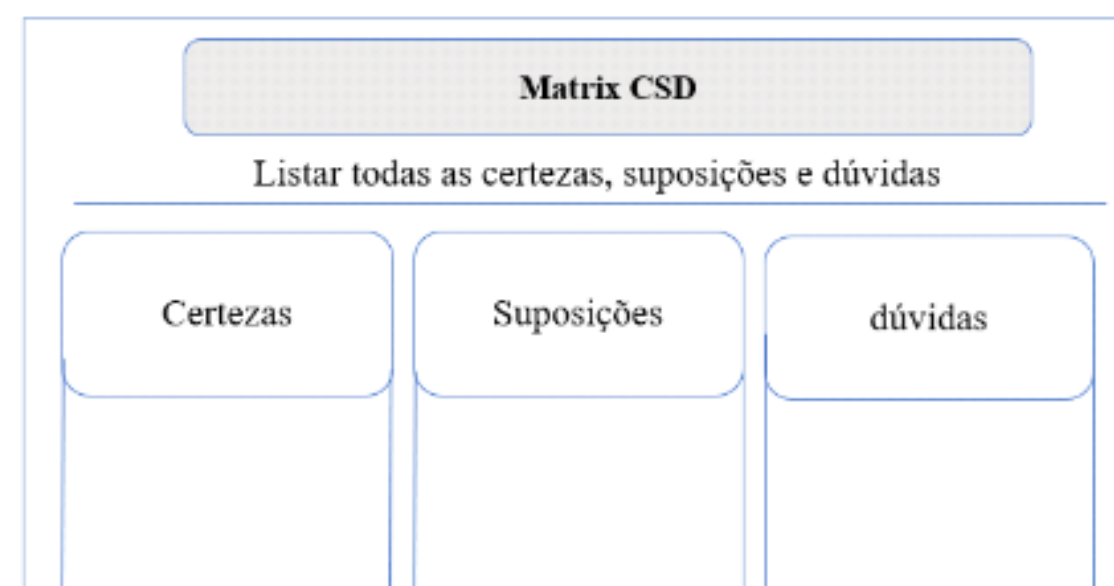 Matrix CSD
Listar todas as certezas, suposições e dúvidas
Certezas
Suposições
dúvidas